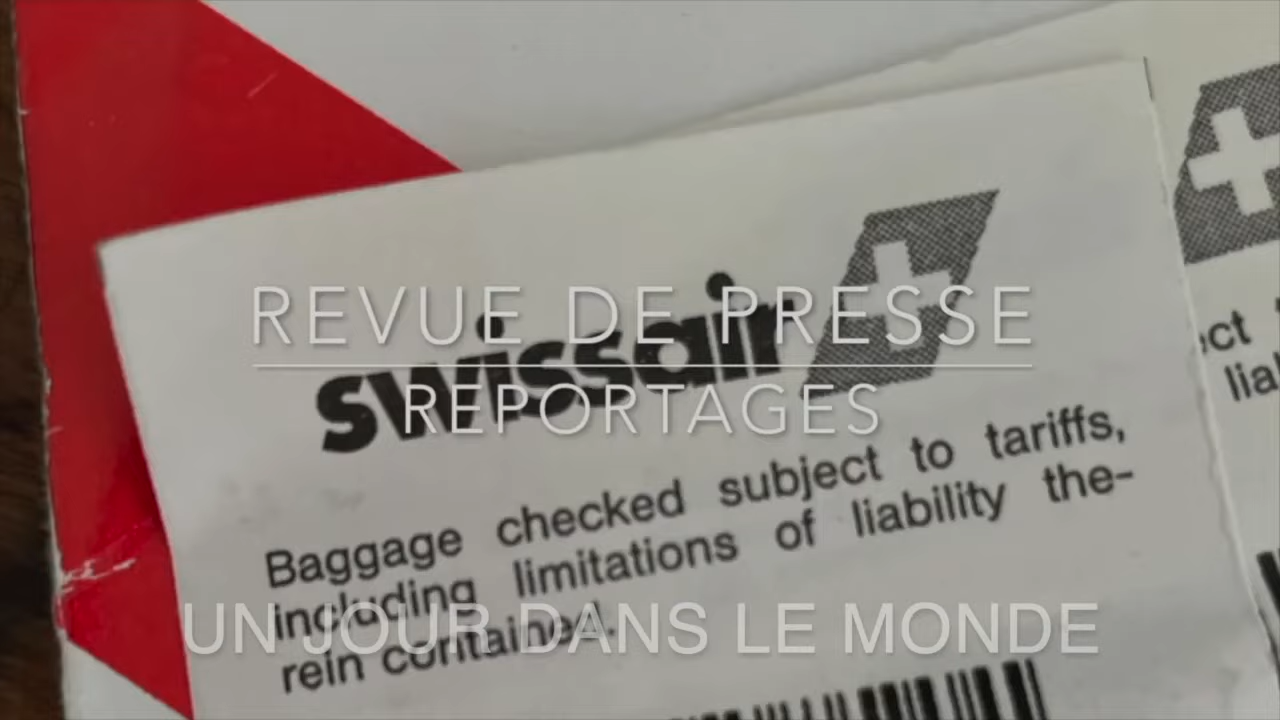 swissair
Baggage checked subject to tariffs,
including limitations of liability the-
rein contained.
ct
lia
REVUE DE PRESSE
REPORTAGES
UN JOUR DANS LE MONDE